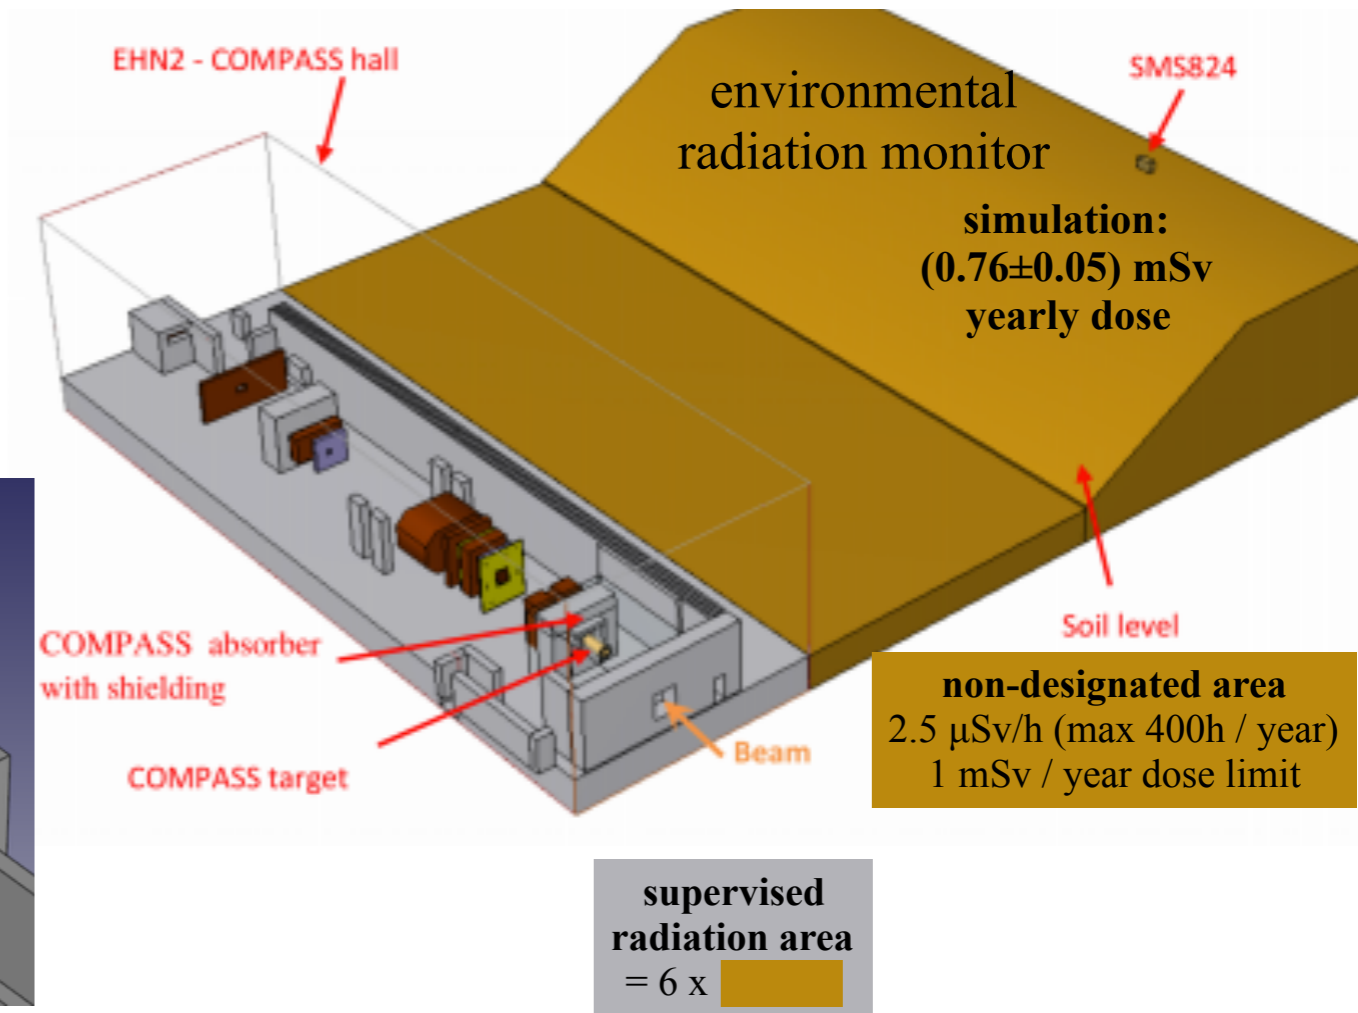 EHN2 - COMPASS hall
SMS824
environmental
radiation monitor
simulation:
(0.76±0.05) mSv
yearly dose
COMPASS absorber
with shielding
COMPASS target
Beam
Soil level
non-designated area
2.5 μSv/h (max 400h / year)
1 mSv / year dose limit
supervised
radiation area
= 6 x